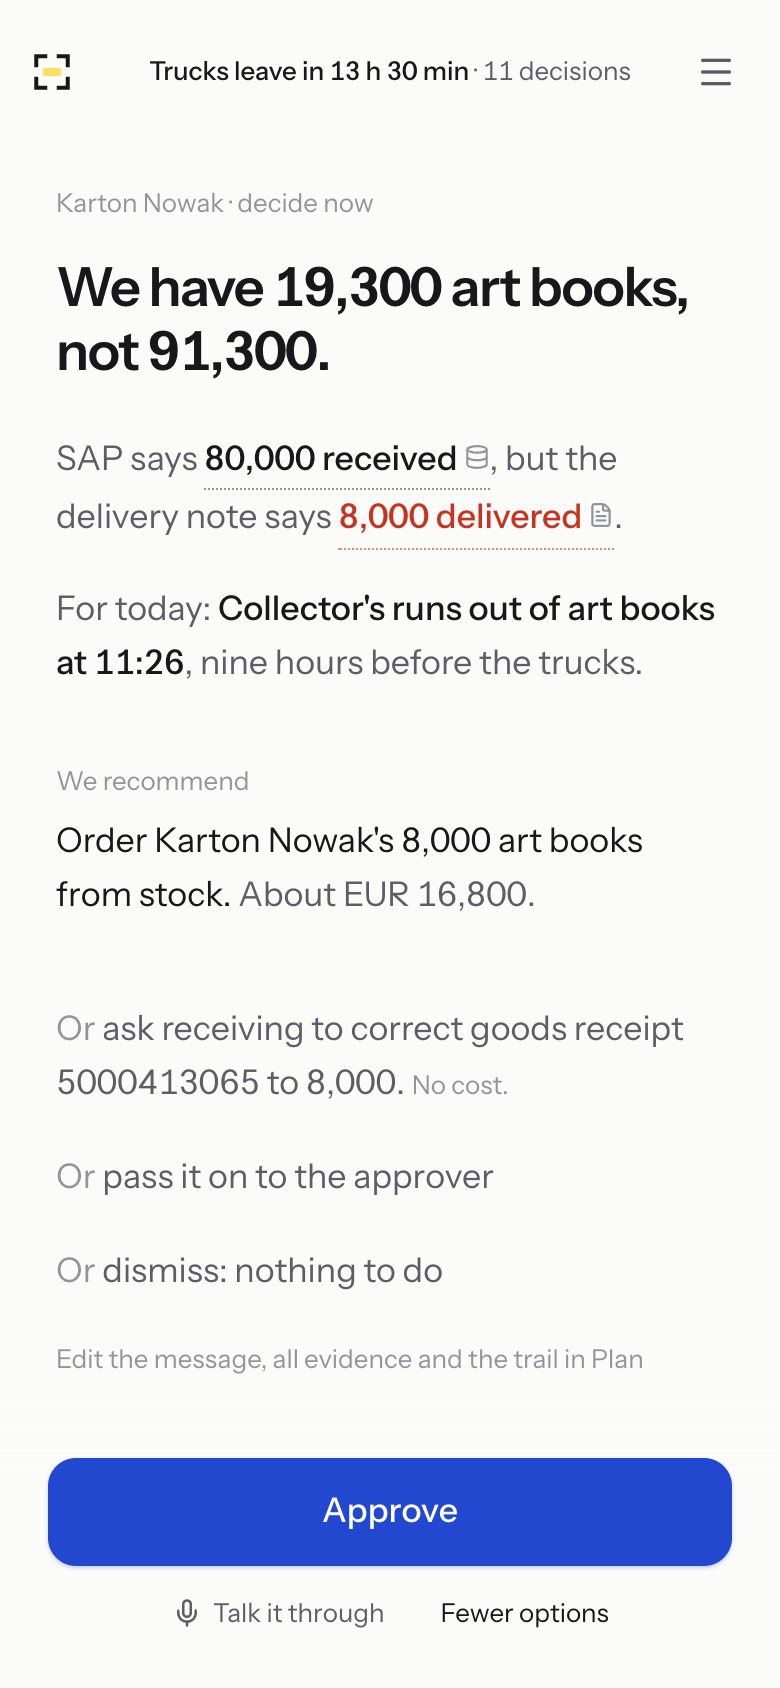 Trucks leave in 13 h 30 min · 11 decisions
Karton Nowak · decide now
We have 19,300 art books,
not 91,300.
SAP says 80,000 received, but the
delivery note says 8,000 delivered.
For today: Collector's runs out of art books
at 11:26, nine hours before the trucks.
We recommend
Order Karton Nowak's 8,000 art books
from stock. About EUR 16,800.
Or ask receiving to correct goods receipt
5000413065 to 8,000. No cost.
Or pass it on to the approver
Or dismiss: nothing to do
Edit the message, all evidence and the trail in Plan
Approve
Talk it through
Fewer options